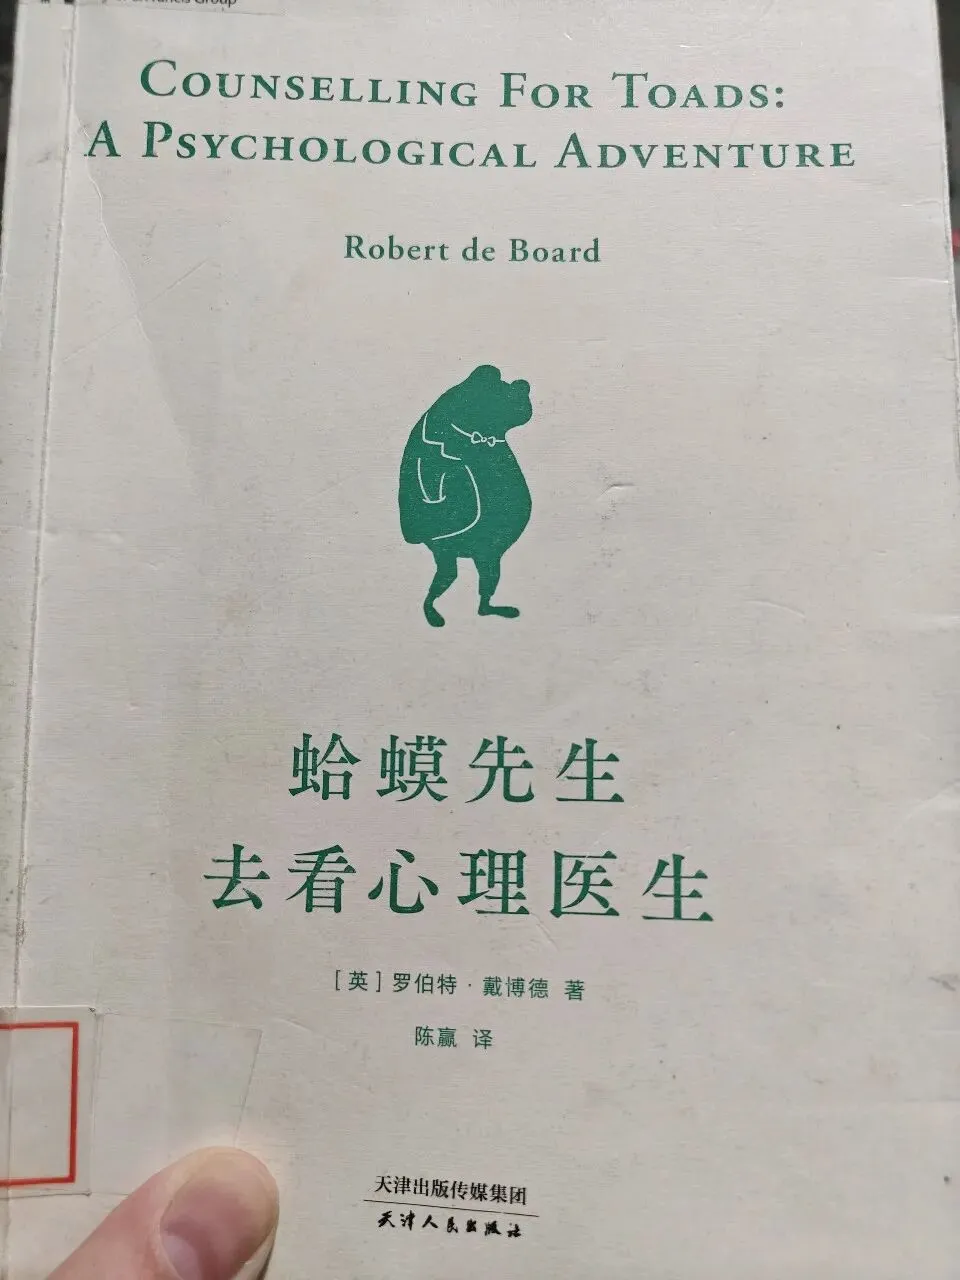 Group
COUNSELLING FOR TOADS:
A PSYCHOLOGICAL ADVENTURE
Robert de Board
蛤蟆先生
去看心理医生
[英] 罗伯特·戴博德 著
陈赢 译
天津出版传媒集团
天津人民出版社